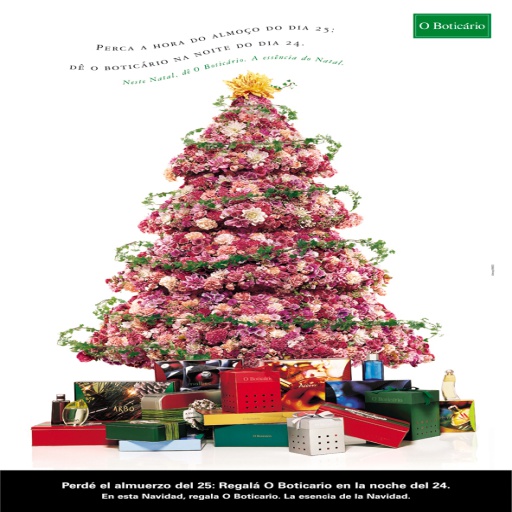 O Boticário
PERCA A HORA DO ALMOÇO DO DIA 25:
DÊ O BOTICÁRIO NA NOITE DO DIA 24.
Neste Natal, dê O Boticário. A essência do Natal.
O Boticário
ARBO
Perdé el almuerzo del 25: Regalá O Boticario en la noche del 24.
En esta Navidad, regala O Boticario. La esencia de la Navidad.